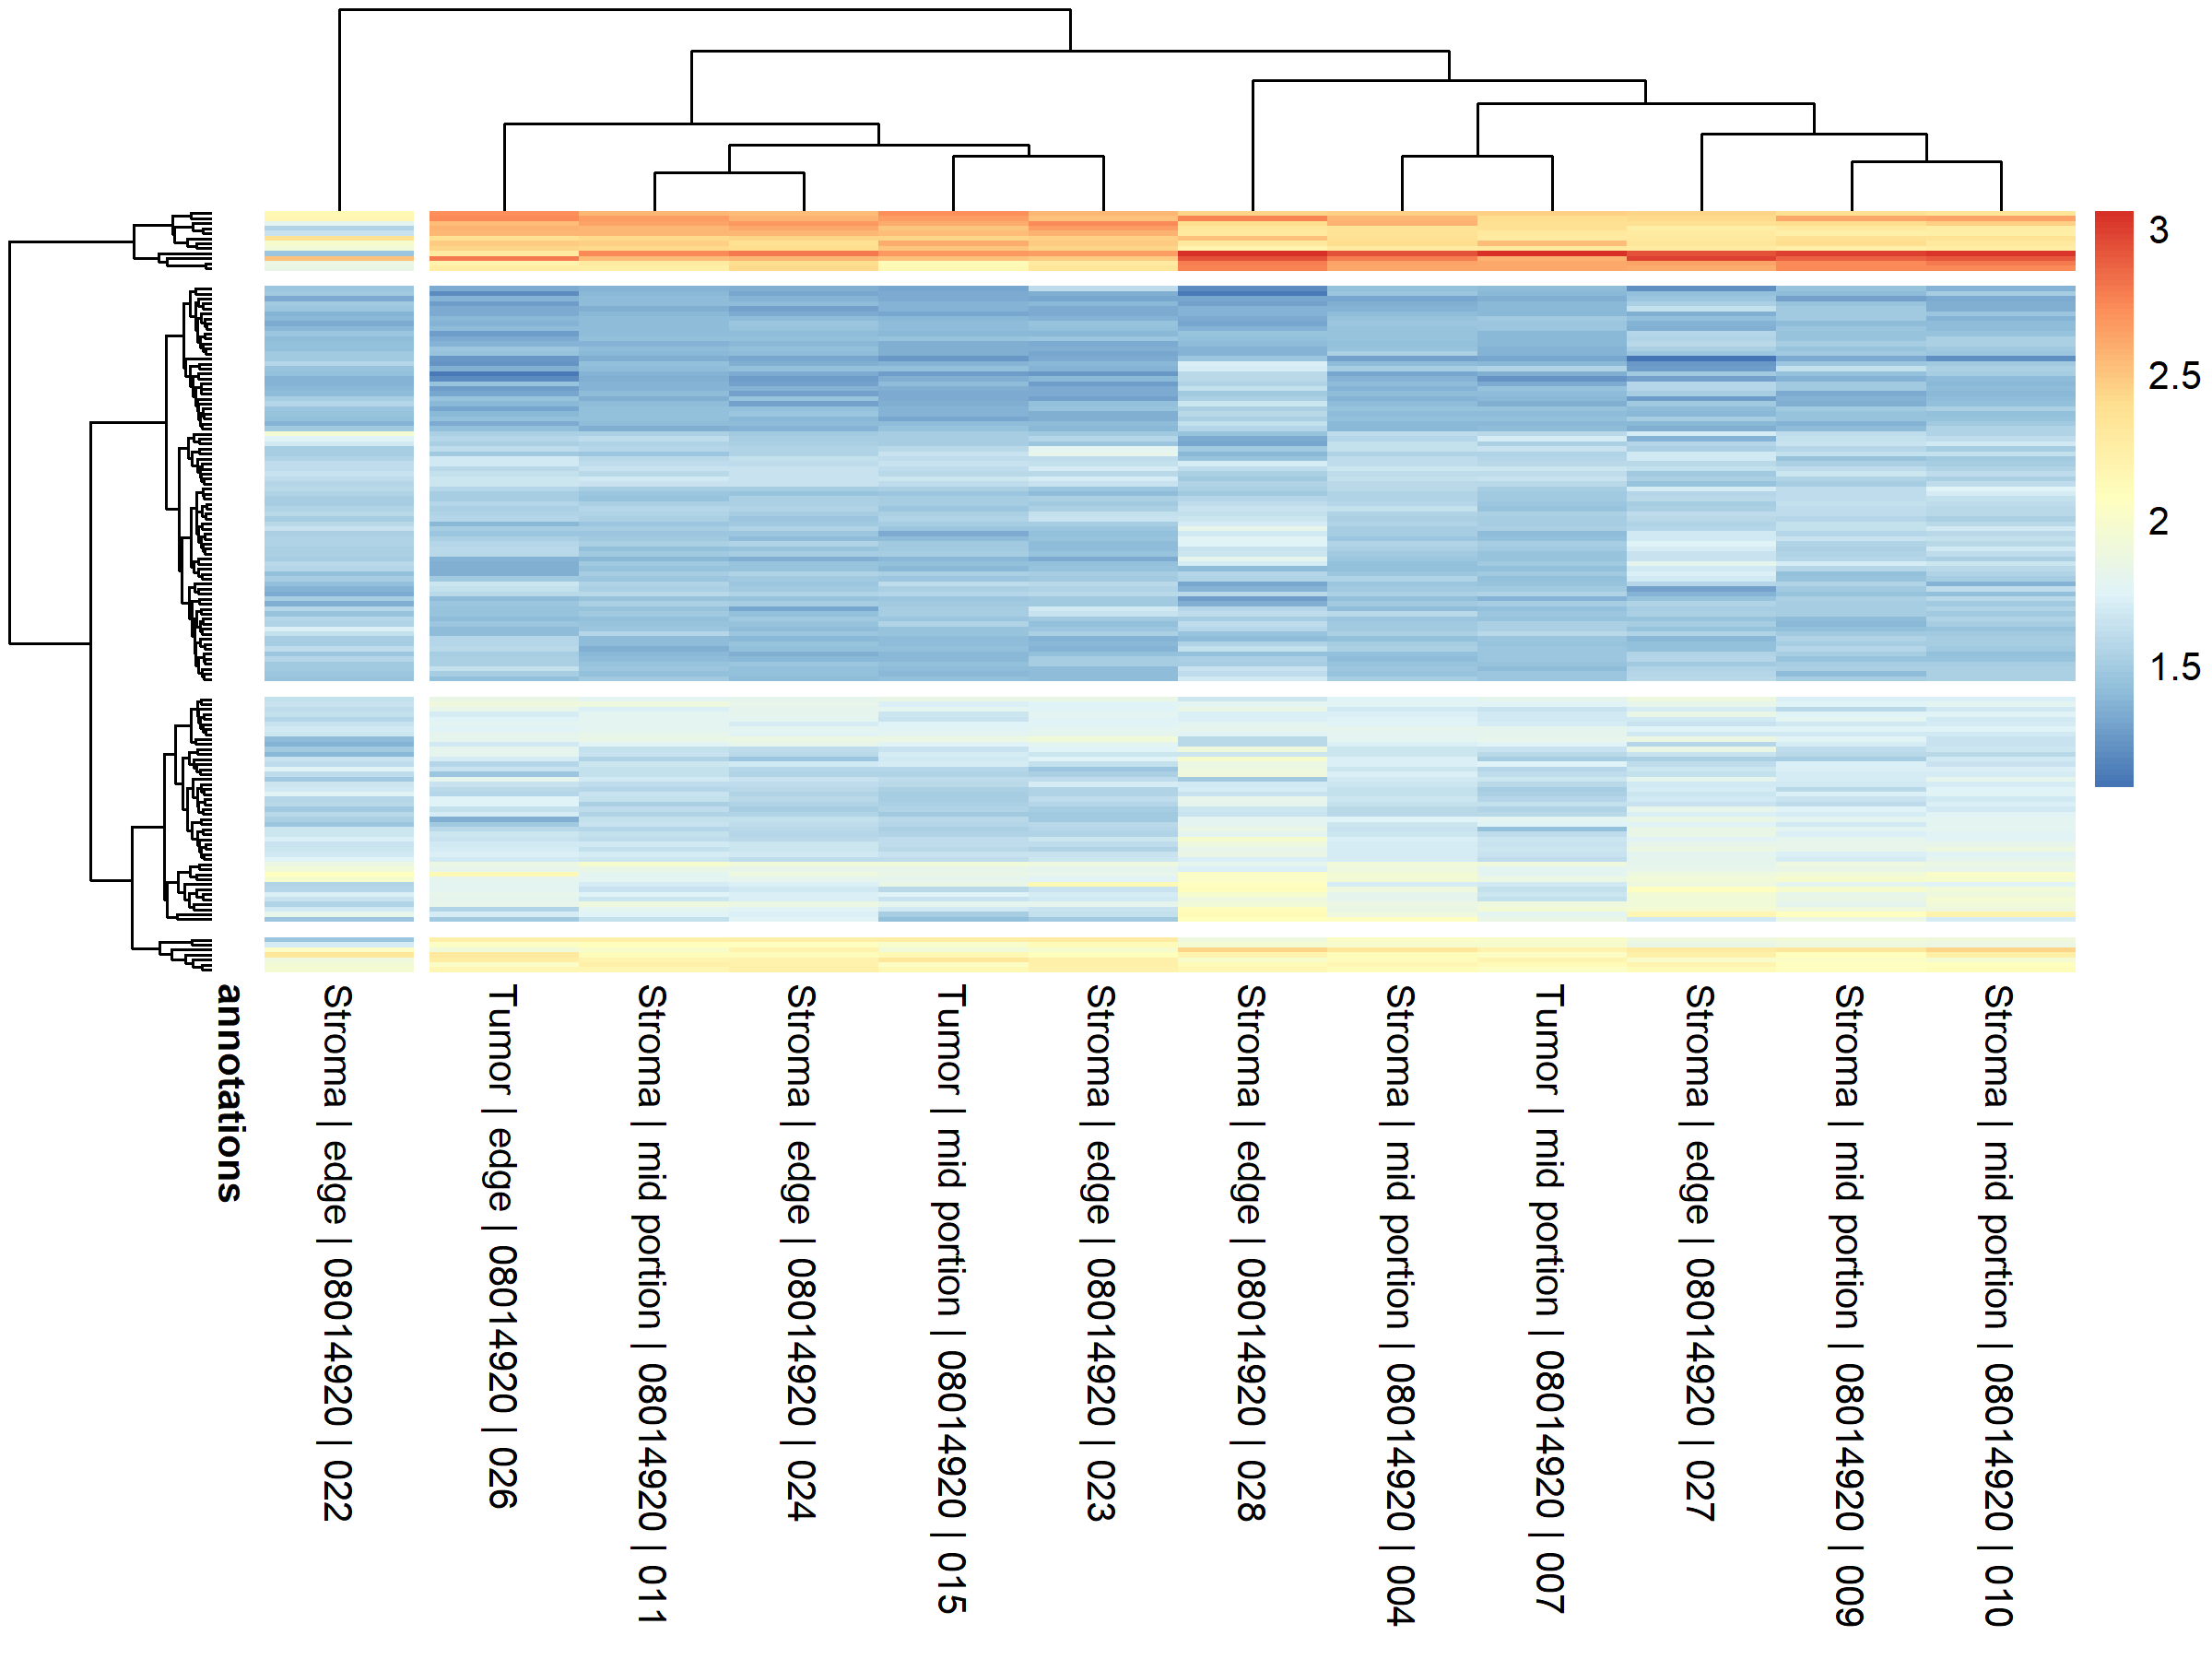 3
2.5
2
1.5
annotations
Stroma | edge | 08014920 | 022
Tumor | edge | 08014920 | 026
Stroma | mid portion | 08014920 | 011
Stroma | edge | 08014920 | 024
Tumor | mid portion | 08014920 | 015
Stroma | edge | 08014920 | 023
Stroma | edge | 08014920 | 028
Stroma | mid portion | 08014920 | 004
Tumor | mid portion | 08014920 | 007
Stroma | edge | 08014920 | 027
Stroma | mid portion | 08014920 | 009
Stroma | mid portion | 08014920 | 010